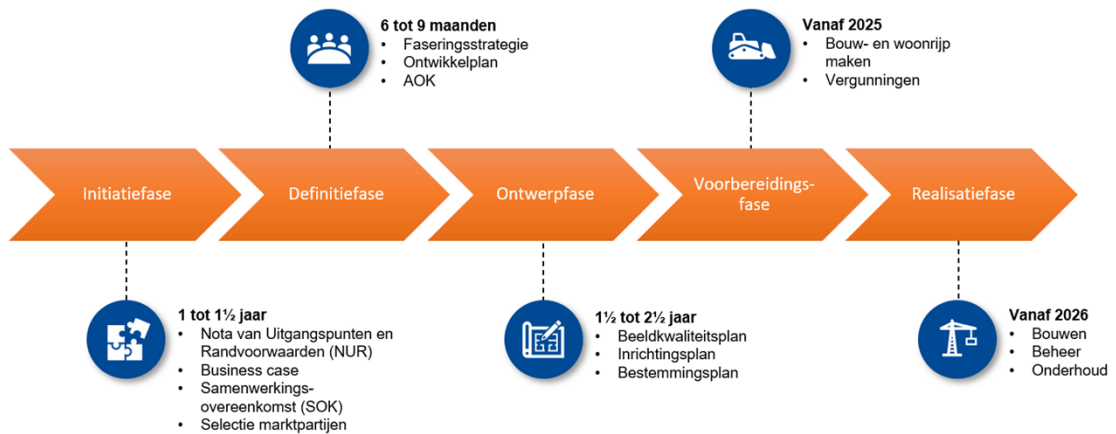 6 tot 9 maanden
• Faseringsstrategie
• Ontwikkelplan
• AOK
Vanaf 2025
• Bouw- en woonrijp
maken
• Vergunningen
Initiatiefase
Definitiefase
Ontwerpfase
Voorbereidings-
fase
Realisatiefase
1 tot 1½ jaar
• Nota van Uitgangspunten en
Randvoorwaarden (NUR)
• Business case
• Samenwerkings-
overeenkomst (SOK)
• Selectie marktpartijen
1½ tot 2½ jaar
• Beeldkwaliteitsplan
• Inrichtingsplan
• Bestemmingsplan
Vanaf 2026
• Bouwen
• Beheer
• Onderhoud